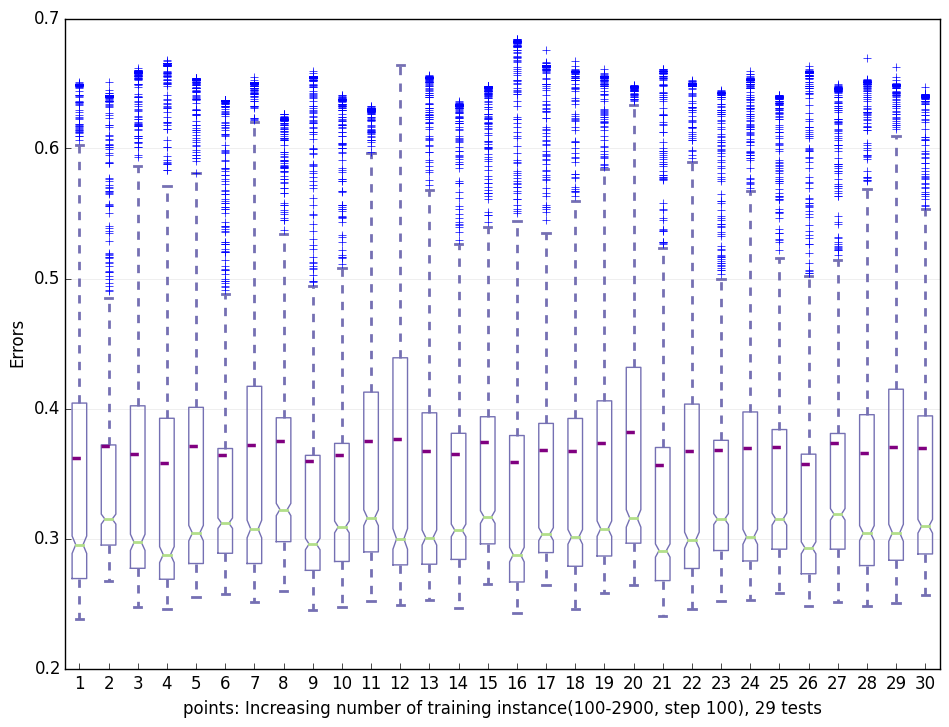 0.7
0.6
0.5
0.4
0.3
0.2
Errors
1 2 3 4 5 6 7 8 9 10 11 12 13 14 15 16 17 18 19 20 21 22 23 24 25 26 27 28 29 30
points: Increasing number of training instance(100-2900, step 100), 29 tests